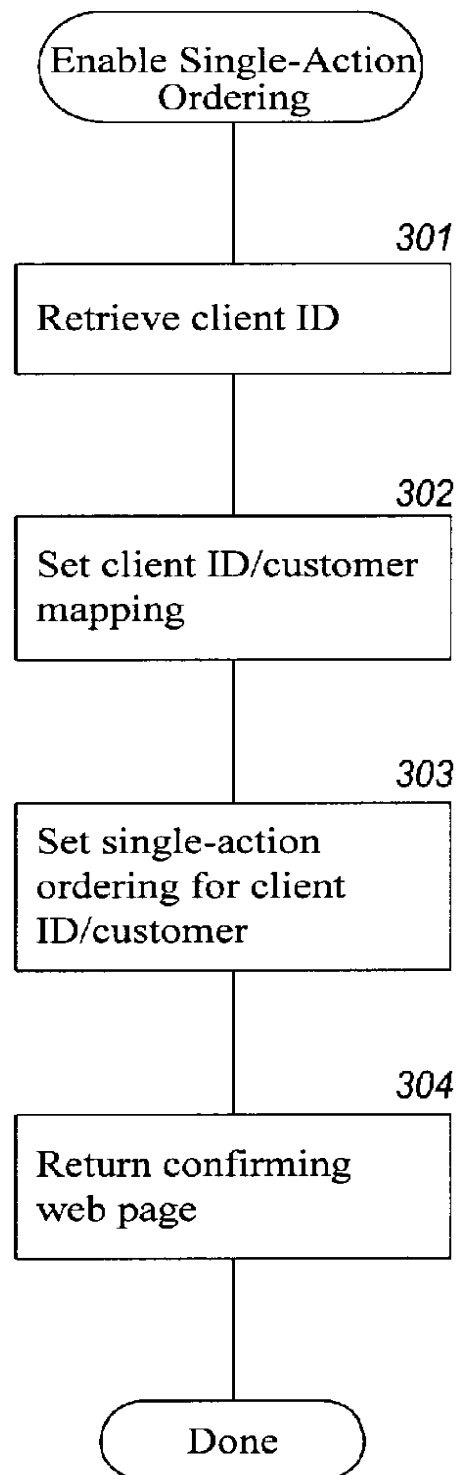 Enable Single-Action
Ordering
301
Retrieve client ID
302
Set client ID/customer
mapping
303
Set single-action
ordering for client
ID/customer
304
Return confirming
web page
Done